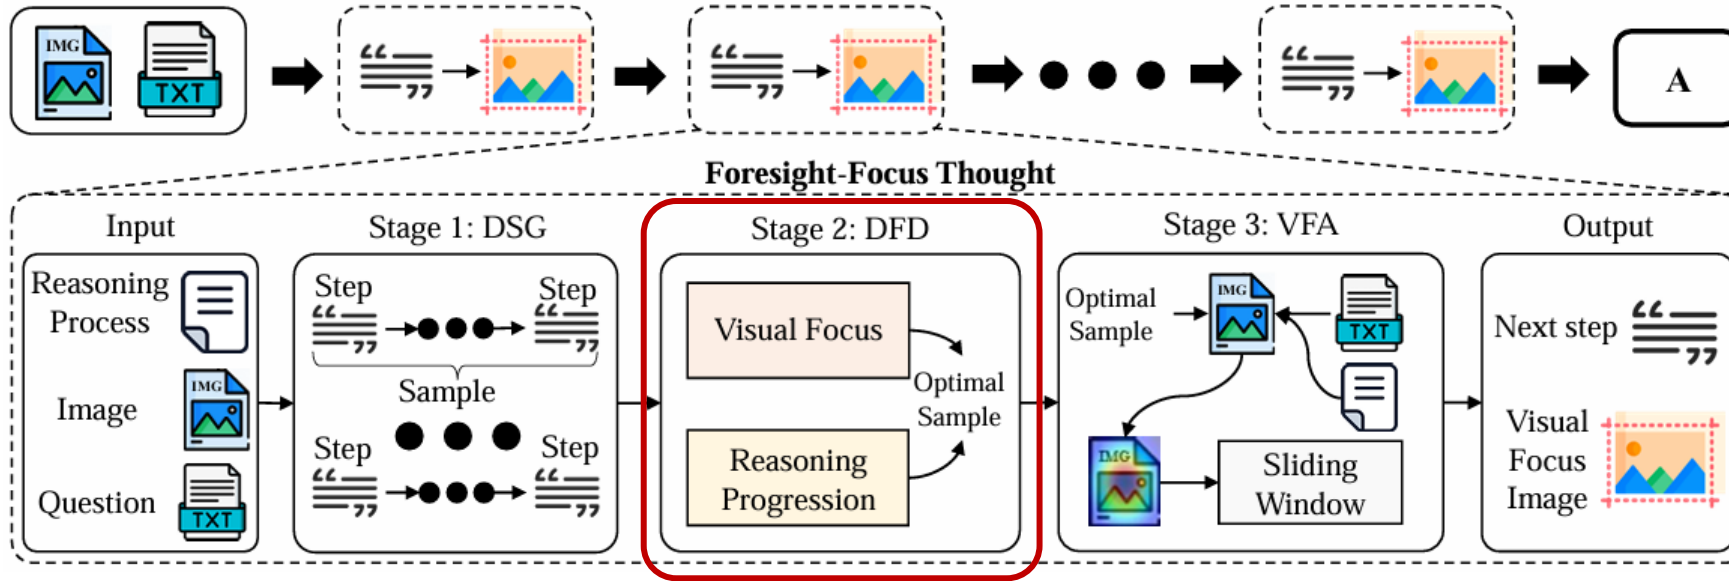 IMG
TXT
A
Foresight-Focus Thought
Input
Reasoning
Process
IMG
Image
Question
TXT
Stage 1: DSG
Step
Step
Sample
Step
Step
Stage 2: DFD
Visual Focus
Optimal
Sample
Reasoning
Progression
Stage 3: VFA
Optimal
Sample
IMG
TXT
IMG
Sliding
Window
Output
Next step
Visual
Focus
Image